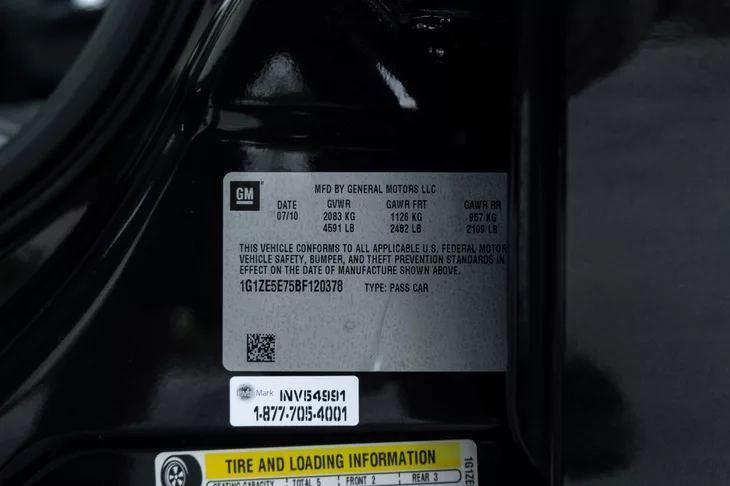 GM
MFD BY GENERAL MOTORS LLC
DATE GVWR GAWR FRT GAWR RR
07/10 2083 KG 1126 KG 957 KG
4591 LB 2482 LB 2109 LB
THIS VEHICLE CONFORMS TO ALL APPLICABLE U.S. FEDERAL MOTOR
VEHICLE SAFETY, BUMPER, AND THEFT PREVENTION STANDARDS IN
EFFECT ON THE DATE OF MANUFACTURE SHOWN ABOVE.
1G1ZE5E75BF120378 TYPE: PASS CAR
Mark INV54991
1-877-705-4001
TIRE AND LOADING INFORMATION
SEATING CAPACITY TOTAL 5 FRONT 2 REAR 3
1G1ZE